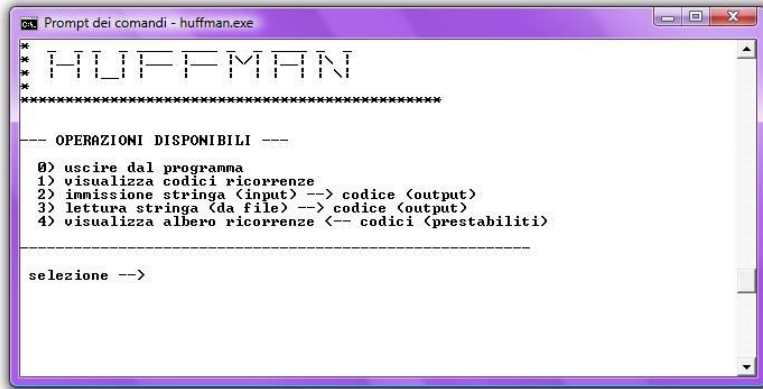 Prompt dei comandi - huffman.exe
HUFFMAN
*********************************************
--- OPERAZIONI DISPONIBILI ---
0) uscire dal programma
1) visualizza codici ricorrenze
2) immissione stringa (input) --> codice (output)
3) lettura stringa (da file) --> codice (output)
4) visualizza albero ricorrenze <-- codici (prestabiliti)
-------------------------------------------------------
selezione -->